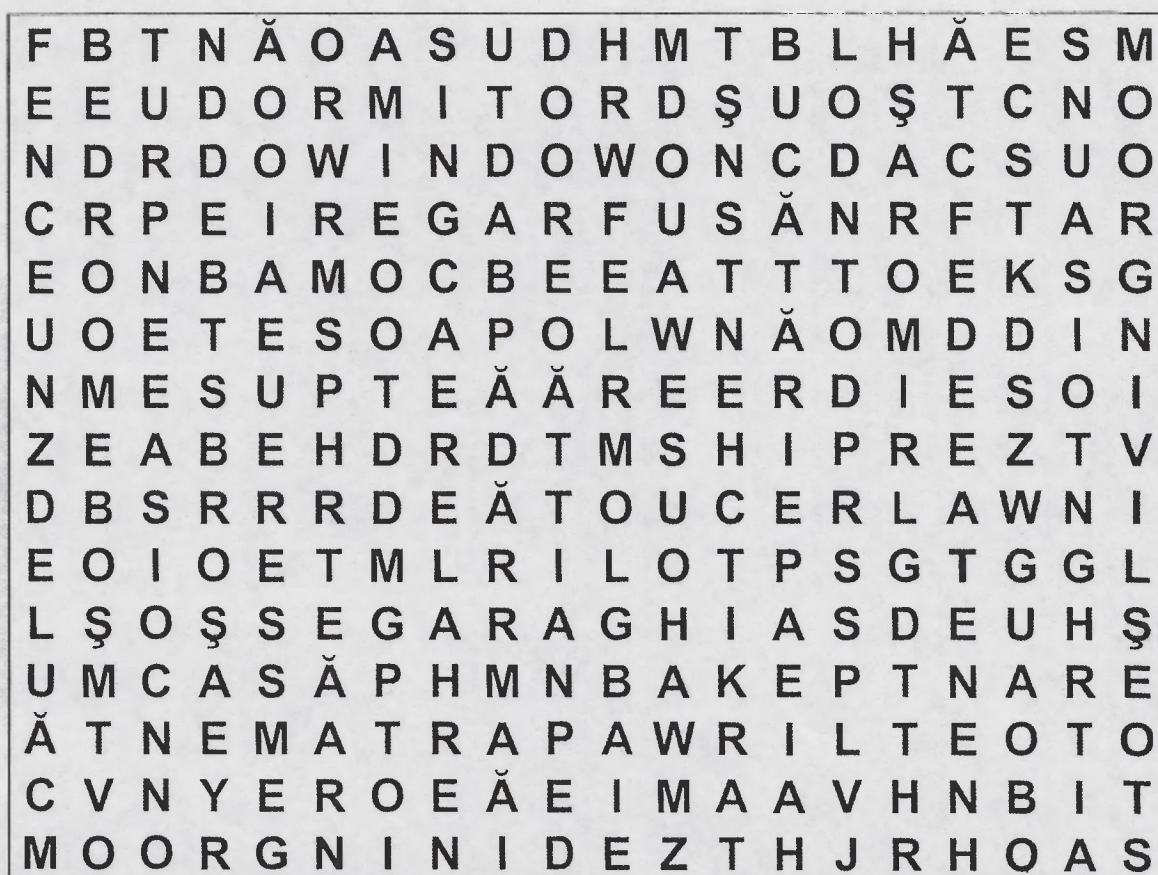 F B T N Ă O A S U D H M T B L H Ă E S M
E E U D O R M I T O R D Ş U O Ş T C N O
N D R D O W I N D O W O N C D A C S U O
C R P E I R E G A R F U S Ă N R F T A R
E O N B A M O C B E E A T T T O E K S G
U O E T E S O A P O L W N Ă O M D D I N
N M E S U P T E Ă Ă R E E R D I E S O I
Z E A B E H D R D T M S H I P R E Z T V
D B S R R R D E Ă T O U C E R L A W N I
E O I O E T M L R I L O T P S G T G G L
L Ş O Ş S E G A R A G H I A S D E U H Ş
U M C A S Ă P H M N B A K E P T N A R E
Ă T N E M A T R A P A W R I L T E O T O
C V N Y E R O E Ă E I M A A V H N B I T
M O O R G N I N I D E Z T H J R H O A S